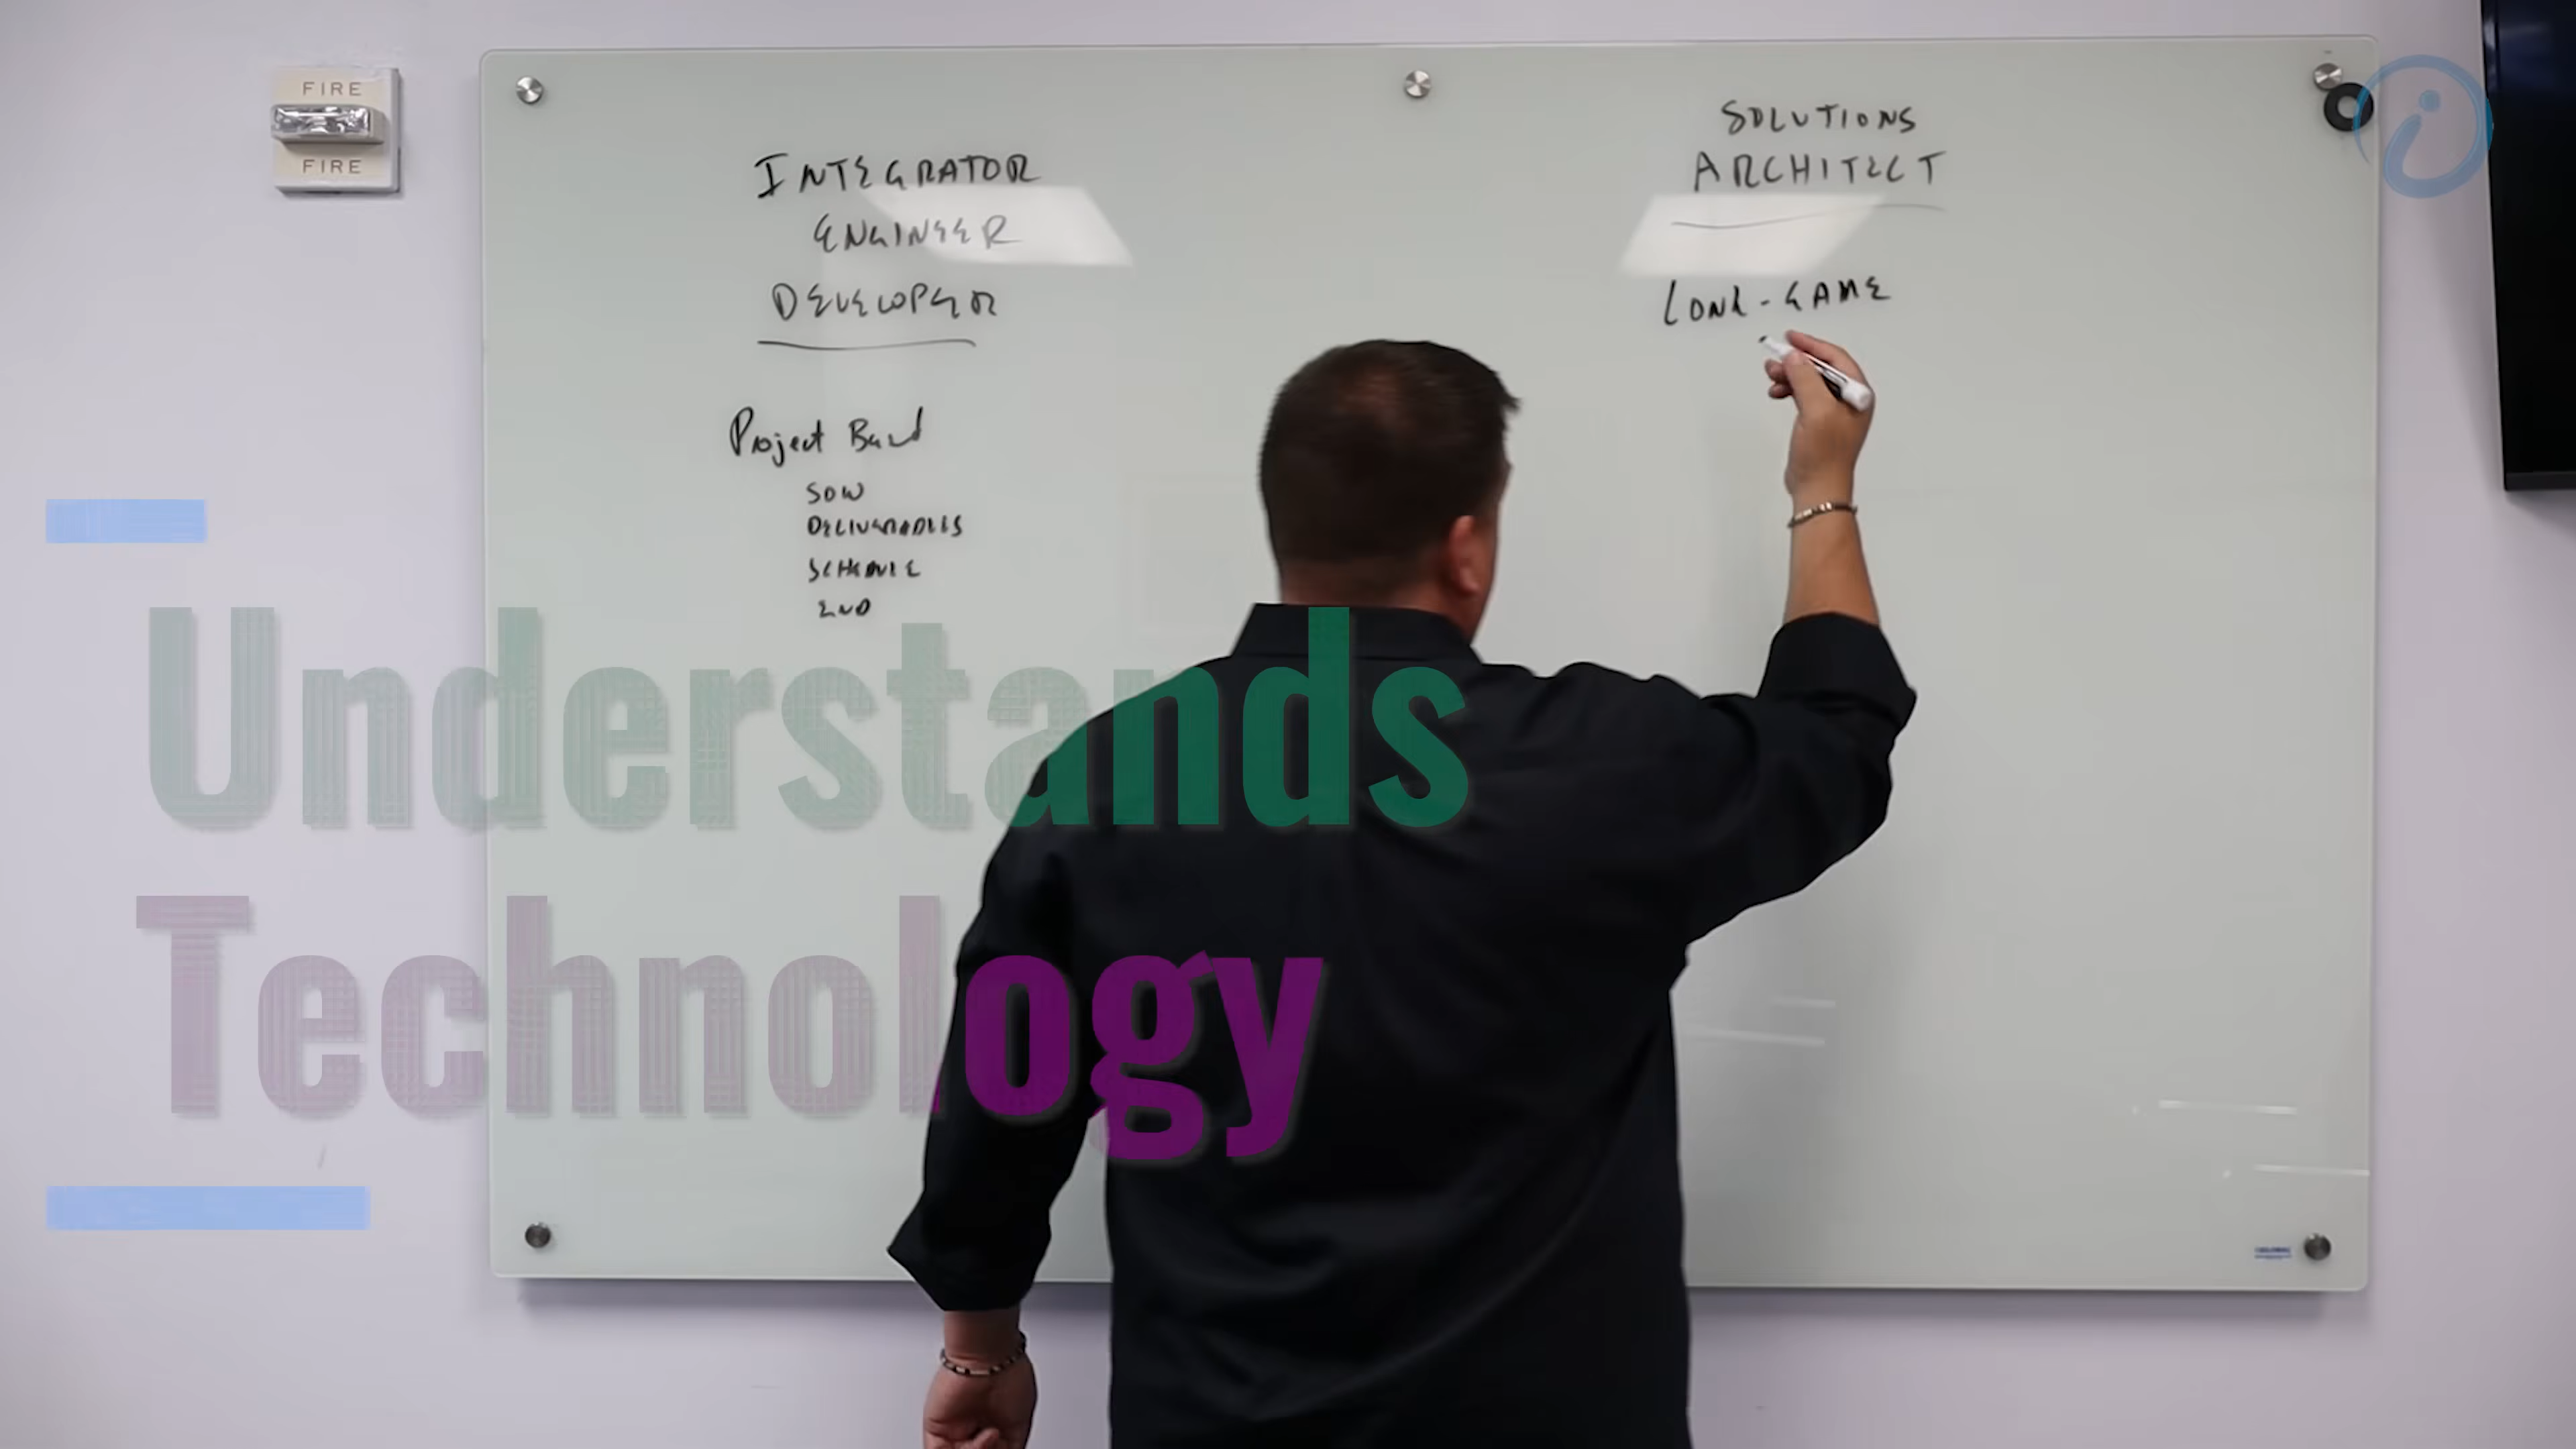 FIRE
FIRE
INTEGRATOR
ENGINEER
DEVELOPER
Project Based
SOW
DELIVERABLES
SCHEDULE
END
SOLUTIONS
ARCHITECT
LONG-GAME
Understands
Technology